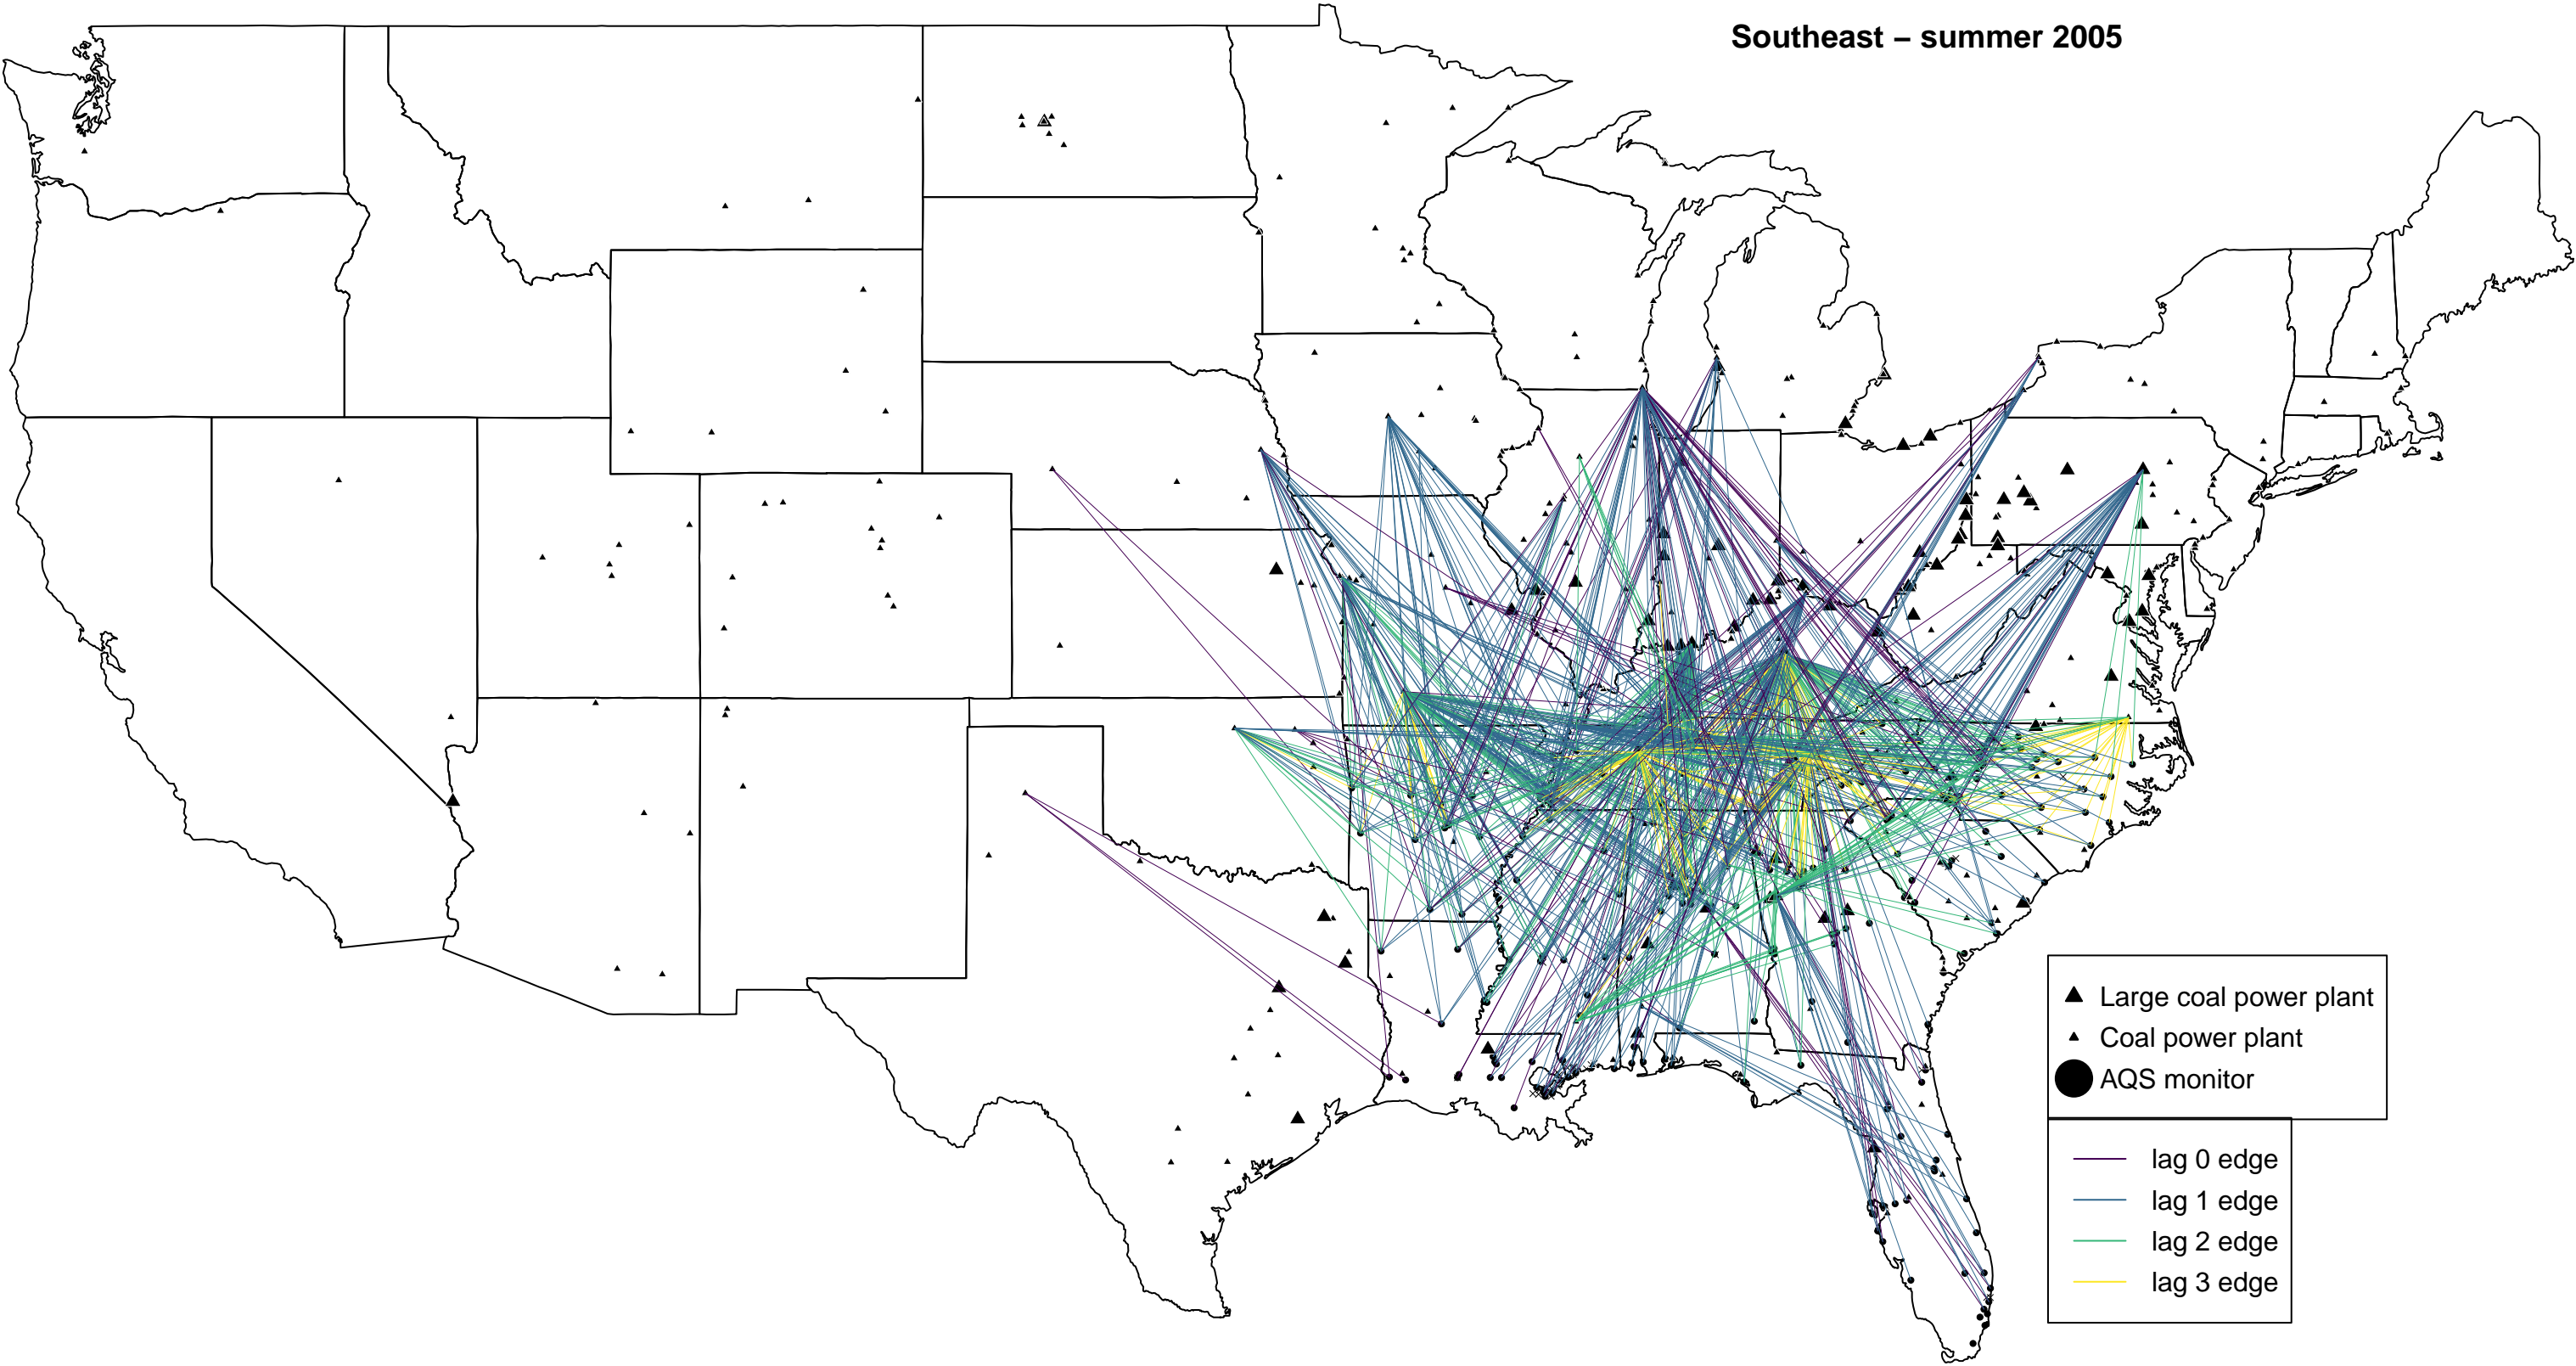 Southeast – summer 2005
Large coal power plant
Coal power plant
AQS monitor
lag 0 edge
lag 1 edge
lag 2 edge
lag 3 edge